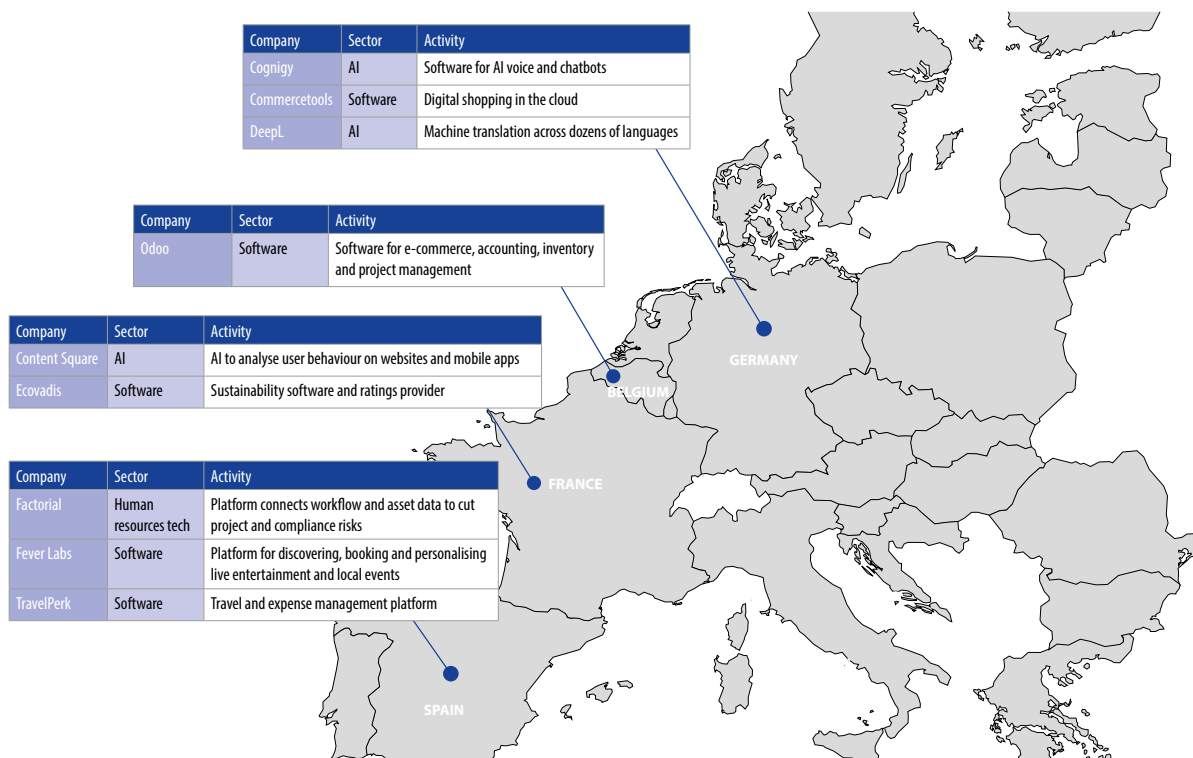 Company Sector Activity
Cognigy AI Software for AI voice and chatbots
Commercetools Software Digital shopping in the cloud
DeepL AI Machine translation across dozens of languages
Company Sector Activity
Odoo Software Software for e-commerce, accounting, inventory
and project management
Company Sector Activity
Content Square AI AI to analyse user behaviour on websites and mobile apps
Ecovadis Software Sustainability software and ratings provider
Company Sector Activity
Factorial Human Platform connects workflow and asset data to cut
resources tech project and compliance risks
Fever Labs Software Platform for discovering, booking and personalising
live entertainment and local events
TravelPerk Software Travel and expense management platform
GERMANY
BELGIUM
FRANCE
SPAIN